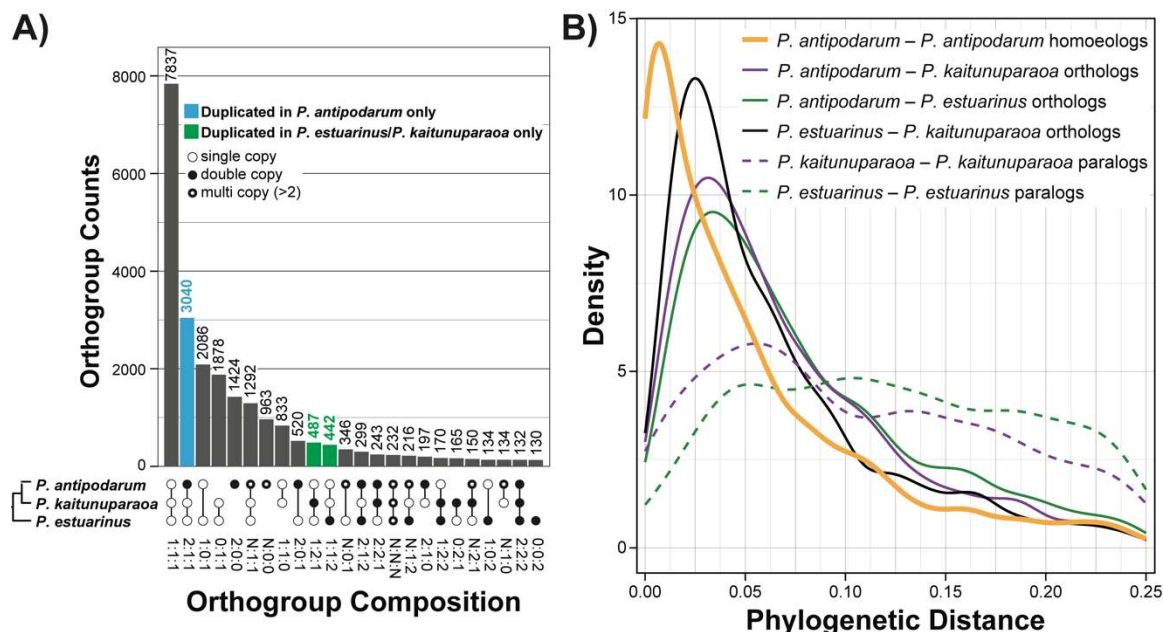 A)
Orthogroup Counts
8000
6000
4000
2000
0
7837
3040
2086
1878
1424
1292
963
833
520
487
442
346
299
243
232
216
197
170
165
150
134
134
132
130
Duplicated in P. antipodarum only
Duplicated in P. estuarinus/P. kaitunuparaoa only
single copy
double copy
multi copy (>2)
P. antipodarum
P. kaitunuparaoa
P. estuarinus
1:1:1
2:1:1
1:0:1
0:1:1
2:0:0
N:1:1
N:0:0
1:1:0
2:0:1
1:2:1
1:1:2
N:0:1
2:1:2
2:2:1
N:N:N
N:1:2
2:1:0
1:2:2
0:2:1
N:2:1
1:0:2
N:1:0
2:2:2
0:0:2
Orthogroup Composition
B)
Density
15
10
5
0
P. antipodarum – P. antipodarum homoeologs
P. antipodarum – P. kaitunuparaoa orthologs
P. antipodarum – P. estuarinus orthologs
P. estuarinus – P. kaitunuparaoa orthologs
P. kaitunuparaoa – P. kaitunuparaoa paralogs
P. estuarinus – P. estuarinus paralogs
0.00
0.05
0.10
0.15
0.20
0.25
Phylogenetic Distance